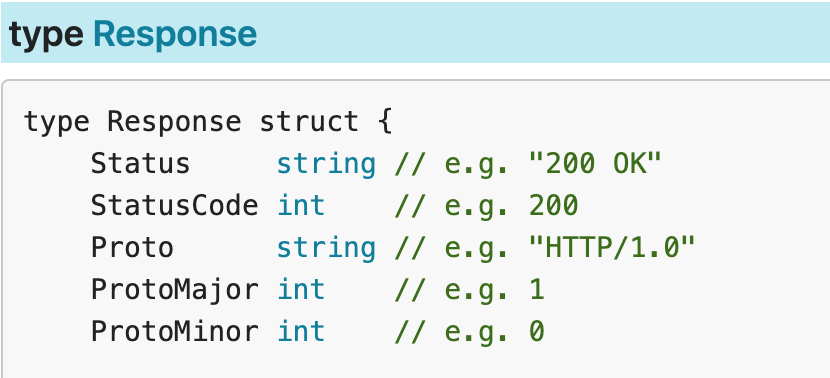 type Response
type Response struct {
    Status     string // e.g. "200 OK"
    StatusCode int    // e.g. 200
    Proto      string // e.g. "HTTP/1.0"
    ProtoMajor int    // e.g. 1
    ProtoMinor int    // e.g. 0